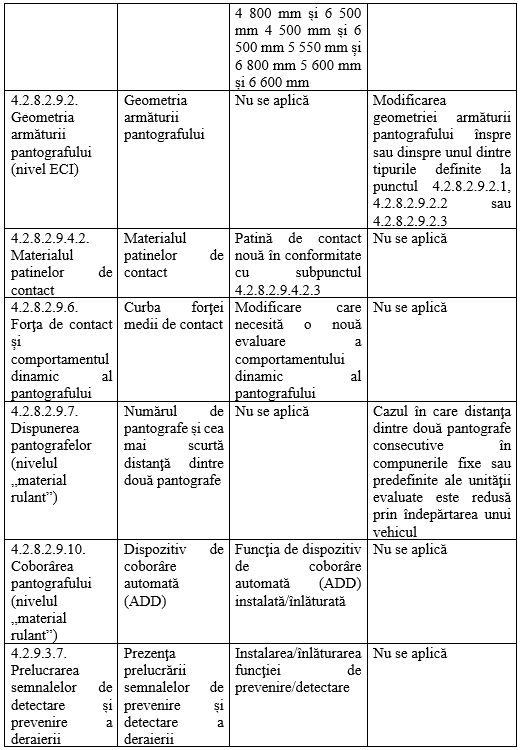 4 800 mm și 6 500
mm 4 500 mm și 6
500 mm 5 550 mm și
6 800 mm 5 600 mm
și 6 600 mm
4.2.8.2.9.2.
Geometria
armăturii
pantografului
(nivel ECI)
Geometria
armăturii
pantografului
Nu se aplică
Modificarea
geometriei armăturii
pantografului înspre
sau dinspre unul dintre
tipurile definite la
punctul 4.2.8.2.9.2.1,
4.2.8.2.9.2.2 sau
4.2.8.2.9.2.3
4.2.8.2.9.4.2.
Materialul
patinelor de
contact
Materialul
patinelor de
contact
Patină de contact
nouă în conformitate
cu subpunctul
4.2.8.2.9.4.2.3
Nu se aplică
4.2.8.2.9.6.
Forța de contact
și
comportamentul
dinamic al
pantografului
Curba forței
medii de contact
Modificare care
necesită o nouă
evaluare a
comportamentului
dinamic al
pantografului
Nu se aplică
4.2.8.2.9.7.
Dispunerea
pantografelor
(nivelul
,,material
rulant”)
Numărul de
pantografe și cea
mai scurtă
distanță dintre
două pantografe
Nu se aplică
Cazul în care distanța
dintre două pantografe
consecutive în
compunerile fixe sau
predefinite ale unității
evaluate este redusă
prin îndepărtarea unui
vehicul
4.2.8.2.9.10.
Coborârea
pantografului
(nivelul
,,material
rulant”)
Dispozitiv de
coborâre
automată
(ADD)
Funcția de dispozitiv
de coborâre
automată (ADD)
instalată/înlăturată
Nu se aplică
4.2.9.3.7.
Prelucrarea
semnalelor de
detectare și
prevenire a
deraierii
Prezența
prelucrării
semnalelor de
prevenire și
detectare a
deraierii
Instalarea/înlăturarea
funcției de
prevenire/detectare
Nu se aplică